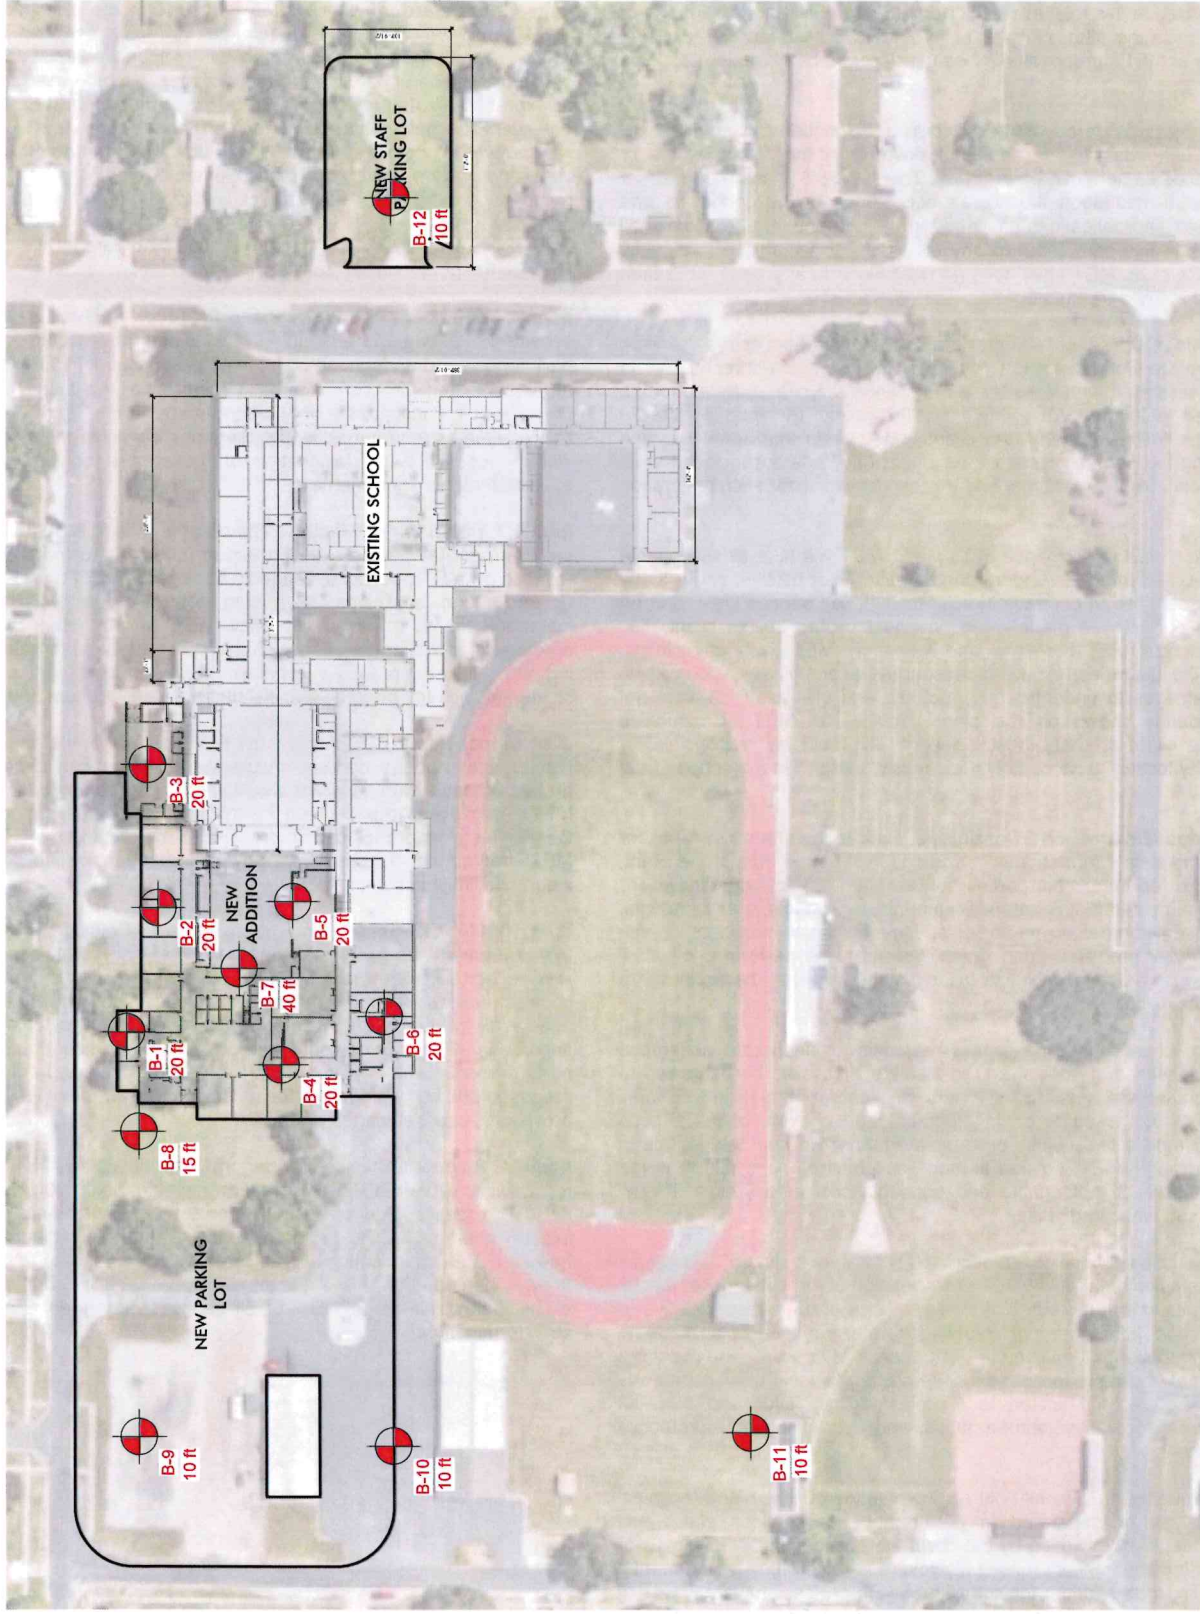 NEW STAFF
PARKING LOT
B-12
10 ft
EXISTING SCHOOL
B-3
20 ft
NEW
ADDITION
B-2
20 ft
B-5
20 ft
B-7
40 ft
B-1
20 ft
B-6
20 ft
B-4
20 ft
B-8
15 ft
NEW PARKING
LOT
B-9
10 ft
B-10
10 ft
B-11
10 ft